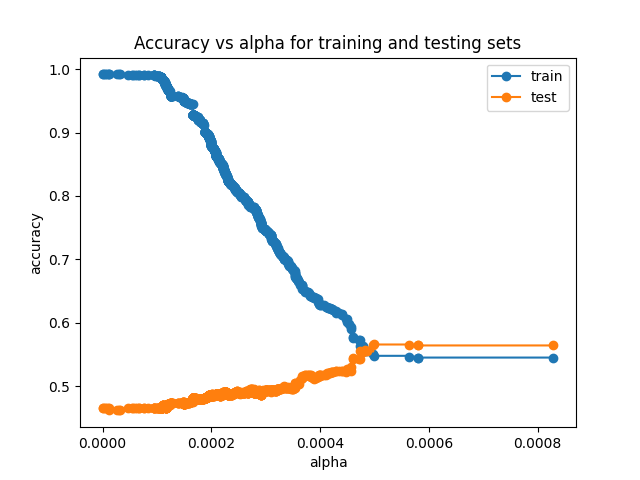 Accuracy vs alpha for training and testing sets
train
test
1.0
0.9
0.8
0.7
0.6
0.5
accuracy
0.0000 0.0002 0.0004 0.0006 0.0008
alpha